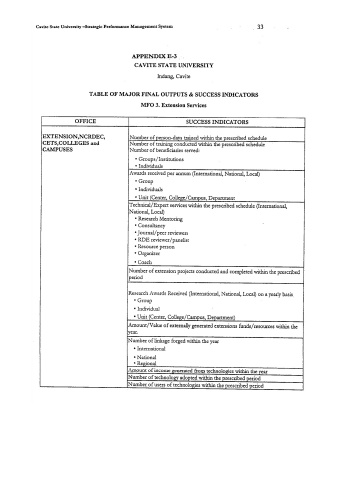 Cavite State University –Strategic Performance Management System
33
APPENDIX E-3
CAVITE STATE UNIVERSITY
Indang, Cavite
TABLE OF MAJOR FINAL OUTPUTS & SUCCESS INDICATORS
MFO 3. Extension Services
OFFICE
SUCCESS INDICATORS
EXTENSION,NCRDEC,
CETS,COLLEGES and
CAMPUSES
Number of person-days trained within the prescribed schedule
Number of training conducted within the prescribed schedule
Number of beneficiaries served:
• Groups/Institutions
• Individuals
Awards received per annum (International, National, Local)
• Group
• Individuals
• Unit (Center, College/Campus, Department
Technical/Expert services within the prescribed schedule (International,
National, Local)
• Research Mentoring
• Consultancy
• Journal/peer reviewers
• RDE reviewer/panelist
• Resource person
• Organizer
• Coach
Number of extension projects conducted and completed within the prescribed
period
Research Awards Received (International, National, Local) on a yearly basis
• Group
• Individual
• Unit (Center, College/Campus, Department)
Amount/Value of externally generated extensions funds/resources within the
year.
Number of linkage forged within the year
• International
• National
• Regional
Amount of income generated from technologies within the year
Number of technology adopted within the prescribed period
Number of users of technologies within the prescribed period